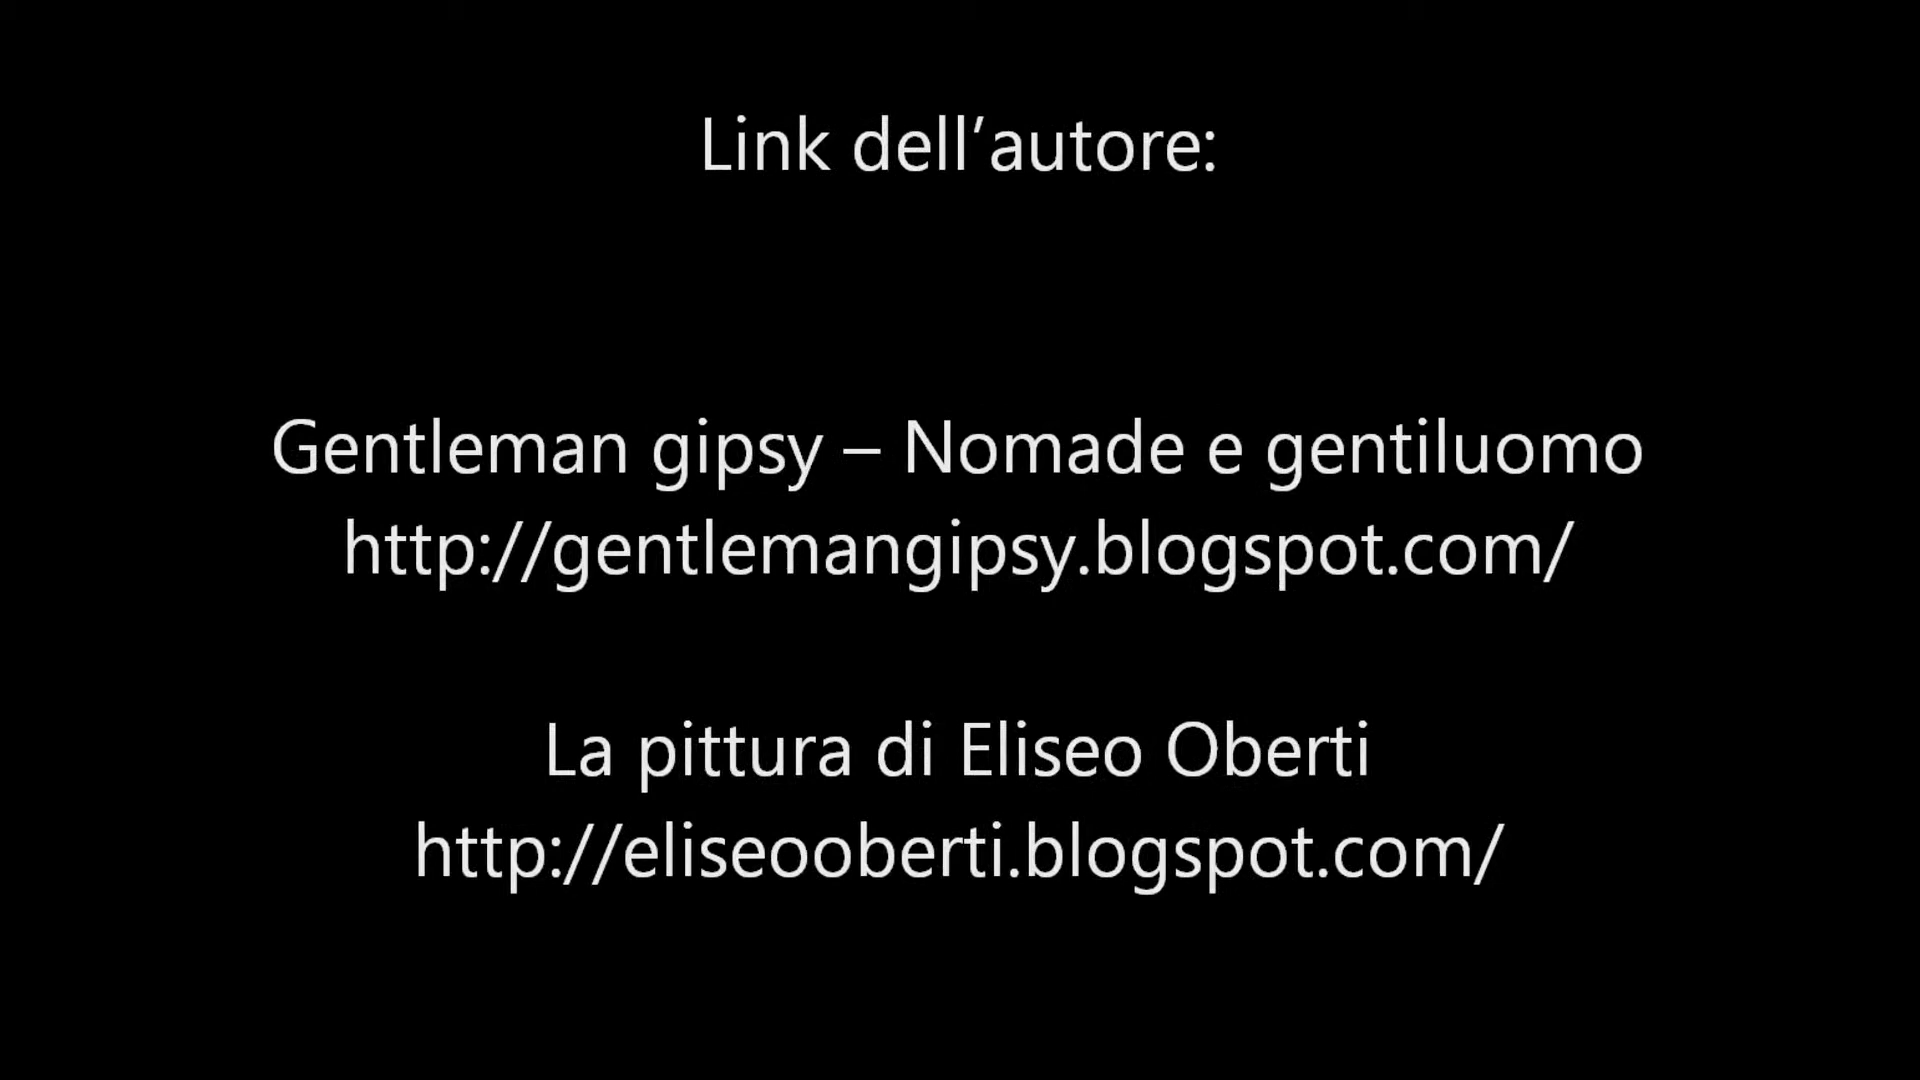 Link dell’autore:
Gentleman gipsy – Nomade e gentiluomo
http://gentlemangipsy.blogspot.com/
La pittura di Eliseo Oberti
http://eliseooberti.blogspot.com/